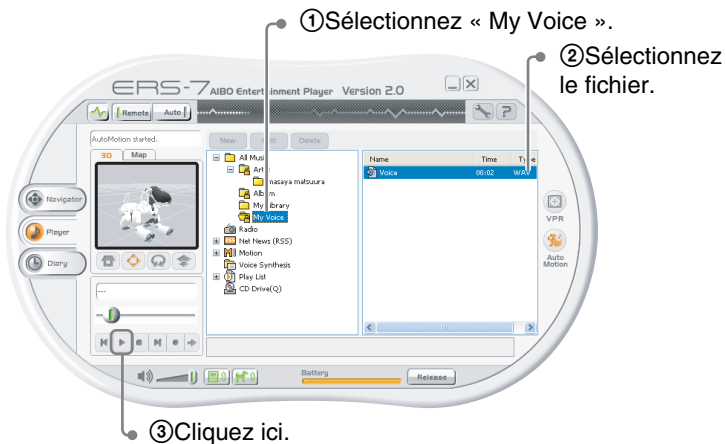 ①Sélectionnez « My Voice ».
②Sélectionnez
le fichier.
ERS-7 AIBO Entertainment Player Version 2.0
Remote Auto
AutoMotion started.
New Edit Delete
3D Map
All Music
Artist
masaya matsuura
Album
My Library
My Voice
Radio
Net News (RSS)
Motion
Voice Synthesis
Play List
CD Drive(Q)
Name Time Type
Voice 00:02 WAV
Navigator
Player
Diary
VPR
Auto
Motion
---
Battery
Release
③Cliquez ici.